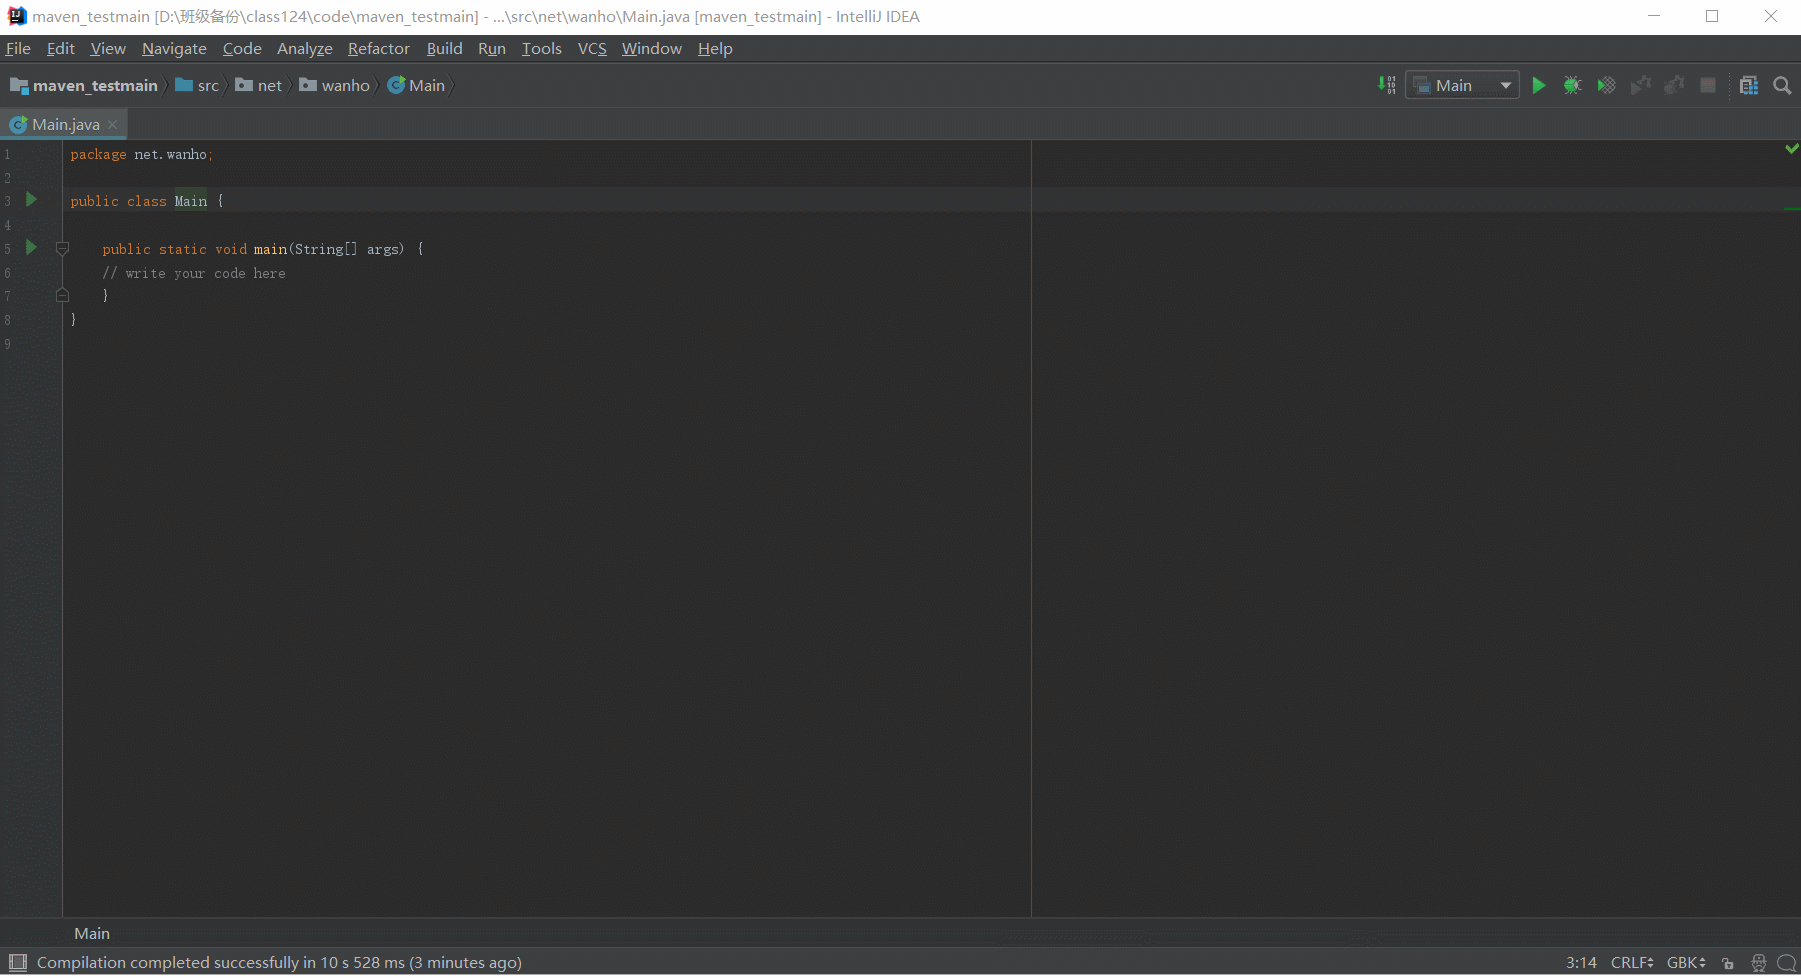 maven_testmain [D:\班级备份\class124\code\maven_testmain] - ...\src\net\wanho\Main.java [maven_testmain] - IntelliJ IDEA
File Edit View Navigate Code Analyze Refactor Build Run Tools VCS Window Help
maven_testmain src net wanho Main Main
Main.java
1 package net.wanho;
2
3 public class Main {
4
5 public static void main(String[] args) {
6 // write your code here
7 }
8 }
9
Main
Compilation completed successfully in 10 s 528 ms (3 minutes ago) 3:14 CRLF GBK